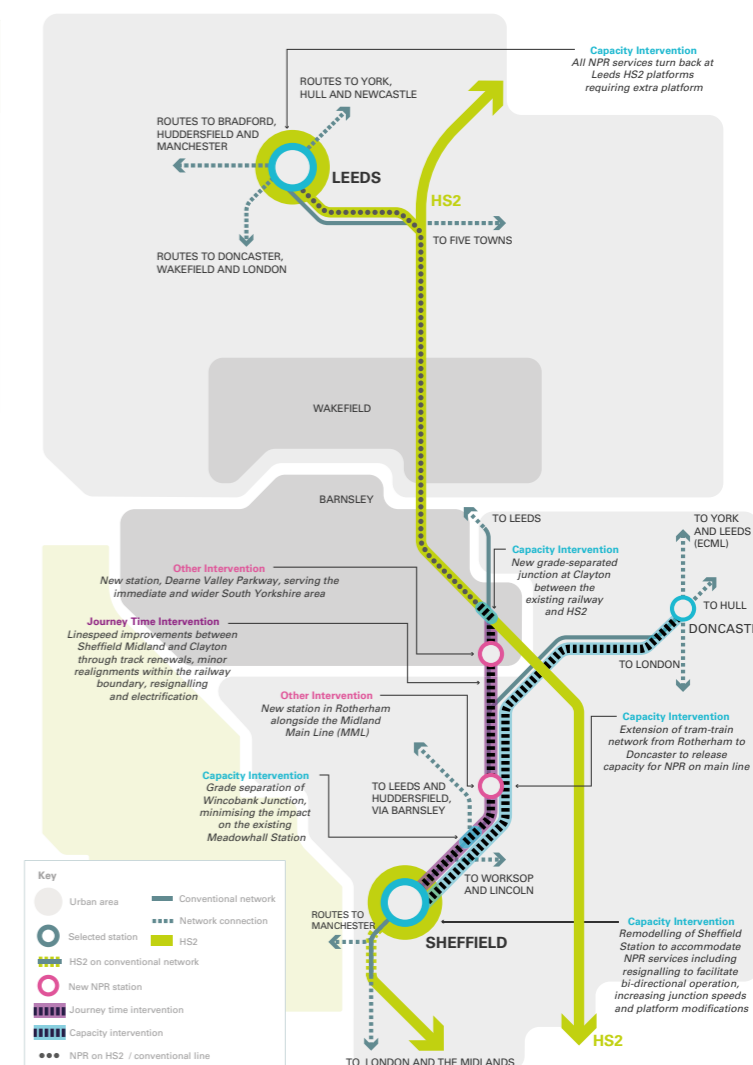 Capacity Intervention
All NPR services turn back at
Leeds HS2 platforms
requiring extra platform
ROUTES TO YORK,
HULL AND NEWCASTLE
ROUTES TO BRADFORD,
HUDDERSFIELD AND
MANCHESTER
LEEDS
HS2
TO FIVE TOWNS
ROUTES TO DONCASTER,
WAKEFIELD AND LONDON
WAKEFIELD
BARNSLEY
TO LEEDS
TO YORK
AND LEEDS
(ECML)
Capacity Intervention
New grade-separated
junction at Clayton
between the
existing railway
and HS2
Other Intervention
New station, Dearne Valley Parkway, serving the
immediate and wider South Yorkshire area
TO HULL
DONCAST
Journey Time Intervention
Linespeed improvements between
Sheffield Midland and Clayton
through track renewals, minor
realignments within the railway
boundary, resignalling
and electrification
TO LONDON
Other Intervention
New station in Rotherham
alongside the Midland
Main Line (MML)
Capacity Intervention
Extension of tram-train
network from Rotherham to
Doncaster to release
capacity for NPR on main line
Capacity Intervention
Grade separation of
Wincobank Junction,
minimising the impact
on the existing
Meadowhall Station
TO LEEDS AND
HUDDERSFIELD,
VIA BARNSLEY
TO WORKSOP
AND LINCOLN
ROUTES TO
MANCHESTER
SHEFFIELD
Capacity Intervention
Remodelling of Sheffield
Station to accommodate
NPR services including
resignalling to facilitate
bi-directional operation,
increasing junction speeds
and platform modifications
HS2
TO LONDON AND THE MIDLANDS
Key
Urban area
Conventional network
Network connection
Selected station
HS2
HS2 on conventional network
New NPR station
Journey time intervention
Capacity intervention
NPR on HS2 / conventional line